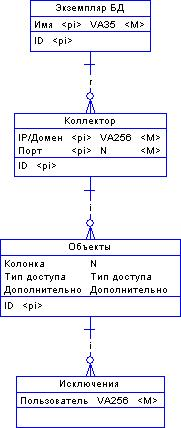 Экземпляр БД
Имя <pi> VA35 <M>
ID <pi>
r
Коллектор
IP/Домен <pi> VA256 <M>
Порт <pi> N <M>
ID <pi>
i
Объекты
Колонка N
Тип доступа Тип доступа
Дополнительно Дополнительно
ID <pi>
i
Исключения
Пользователь VA256 <M>